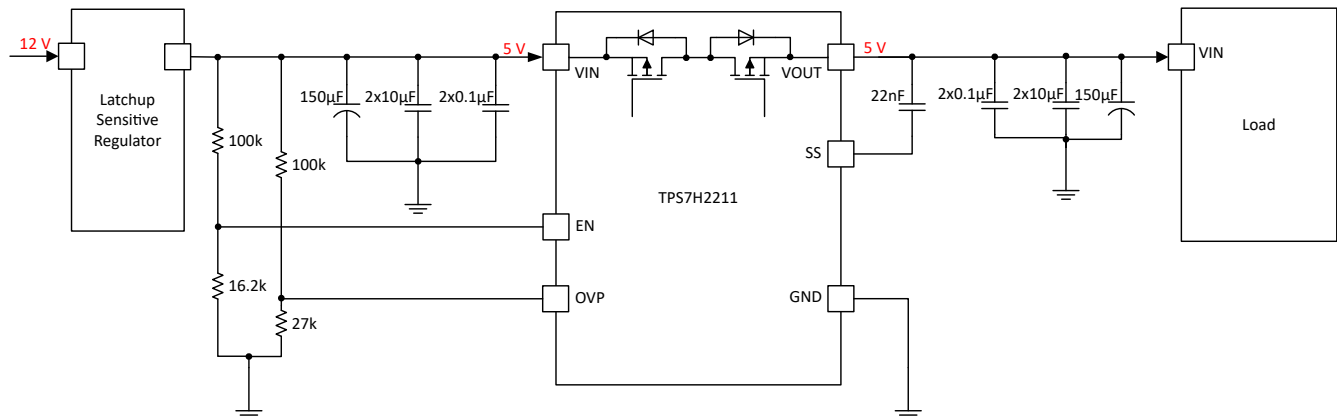 12 V
Latchup
Sensitive
Regulator
100k
100k
16.2k
27k
150µF
2x10µF
2x0.1µF
5 V
VIN
VOUT
SS
TPS7H2211
EN
OVP
GND
5 V
22nF
2x0.1µF
2x10µF
150µF
VIN
Load